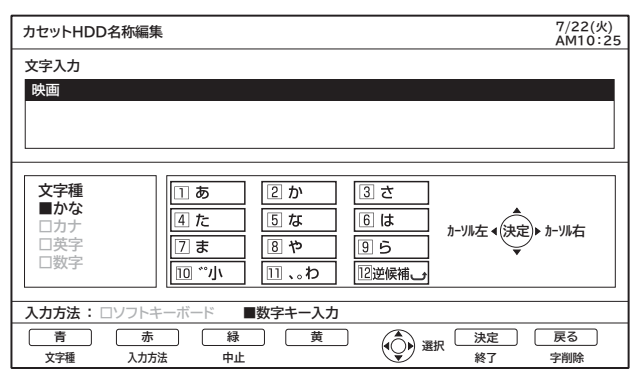 カセットHDD名称編集
7/22(火)
AM10:25
文字入力
映画
文字種
■かな
□カナ
□英字
□数字
1 あ 2 か 3 さ
4 た 5 な 6 は
7 ま 8 や 9 ら
10 ゛゜小 11 、。わ 12 逆候補
カーソル左 決定 カーソル右
入力方法：□ソフトキーボード ■数字キー入力
青 赤 緑 黄 選択 決定 戻る
文字種 入力方法 中止 終了 字削除